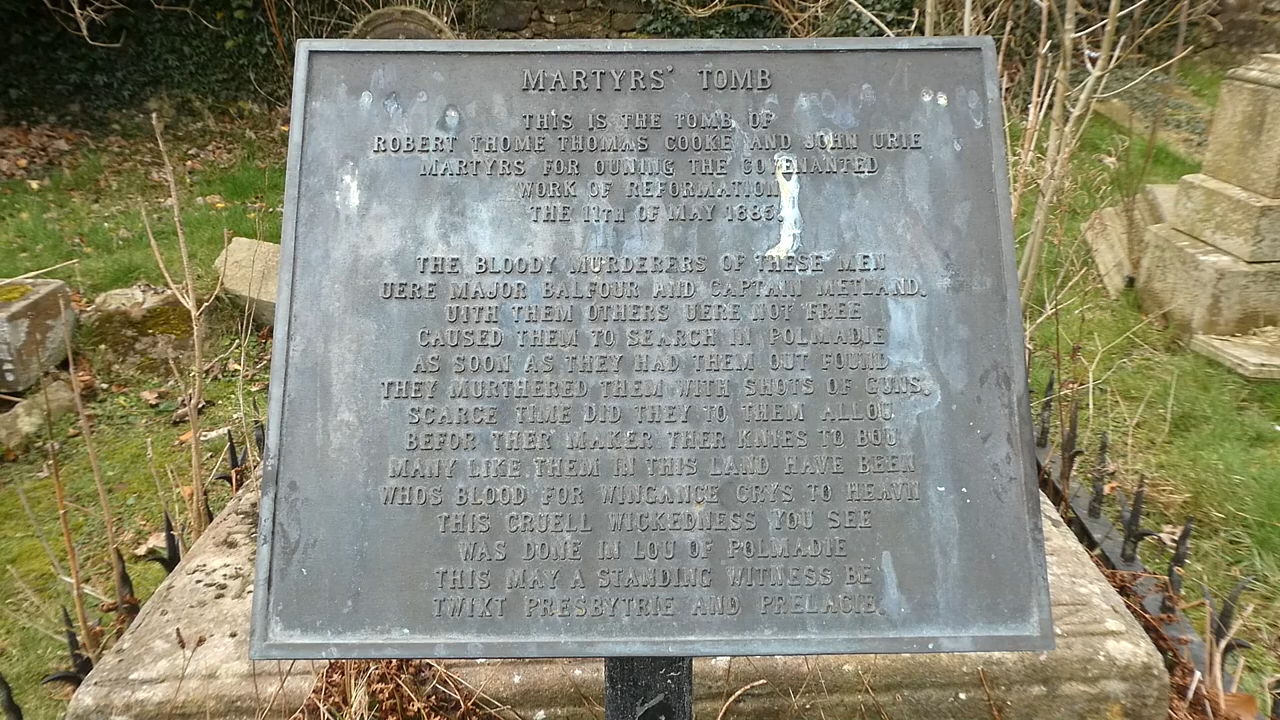 MARTYRS' TOMB
THIS IS THE TOMB OF
ROBERT THOME THOMAS COOKE AND JOHN URIE
MARTYRS FOR OUNING THE COVENANTED
WORK OF REFORMATION
THE 11TH OF MAY 1685.
THE BLOODY MURDERERS OF THESE MEN
UERE MAJOR BALFOUR AND CAPTAIN METLAND.
UITH THEM OTHERS UERE NOT FREE
CAUSED THEM TO SEARCH IN POLMADIE
AS SOON AS THEY HAD THEM OUT FOUND
THEY MURTHERED THEM WITH SHOTS OF GUNS.
SCARCE TIME DID THEY TO THEM ALLOU
BEFOR THER MAKER THER KNIES TO BOU
MANY LIKE THEM IN THIS LAND HAVE BEEN
WHOS BLOOD FOR WINGANCE CRYS TO HEAVN
THIS CRUELL WICKEDNESS YOU SEE
WAS DONE IN LOU OF POLMADIE
THIS MAY A STANDING WITNESS BE
TWIXT PRESBYTRIE AND PRELACIE.